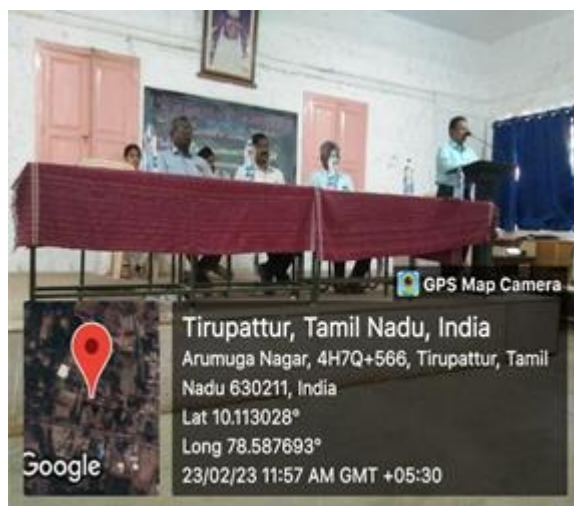 GPS Map Camera
Tirupattur, Tamil Nadu, India
Arumuga Nagar, 4H7Q+566, Tirupattur, Tamil
Nadu 630211, India
Lat 10.113028°
Long 78.587693°
23/02/23 11:57 AM GMT +05:30
Google